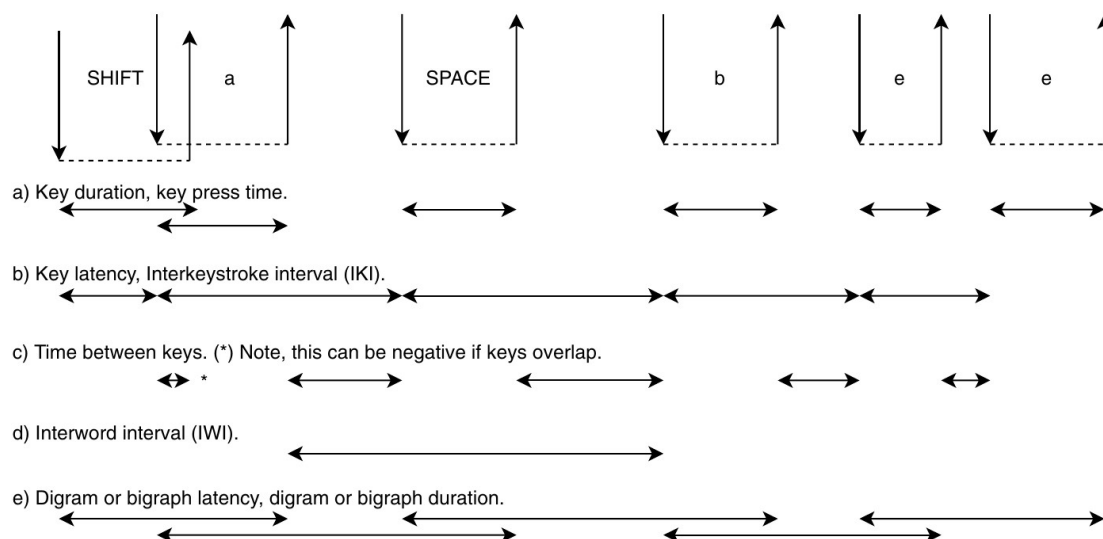 SHIFT a SPACE b e e
a) Key duration, key press time.
b) Key latency, Interkeystroke interval (IKI).
c) Time between keys. (*) Note, this can be negative if keys overlap.
*
d) Interword interval (IWI).
e) Digram or bigraph latency, digram or bigraph duration.